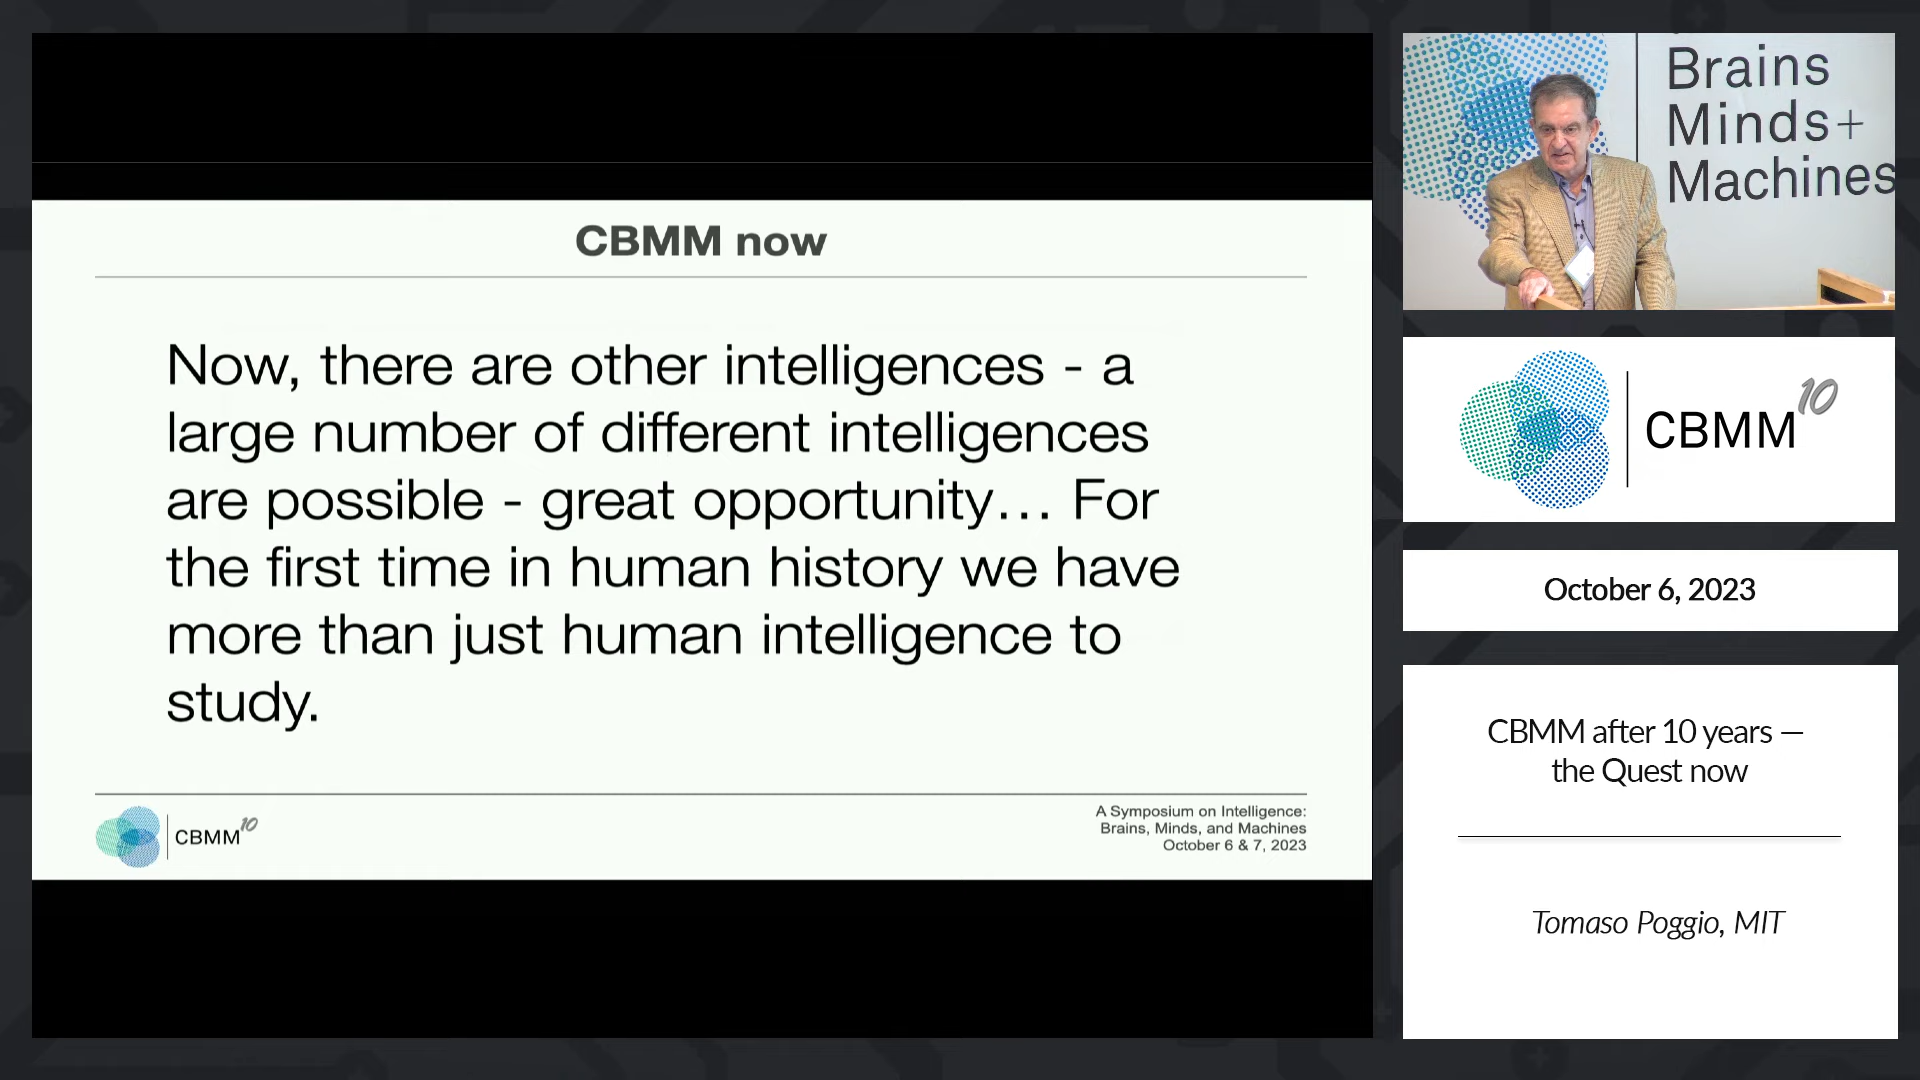 CBMM now
Now, there are other intelligences - a
large number of different intelligences
are possible - great opportunity… For
the first time in human history we have
more than just human intelligence to
study.
CBMM10
A Symposium on Intelligence:
Brains, Minds, and Machines
October 6 & 7, 2023
Brains
Minds+
Machines
CBMM10
October 6, 2023
CBMM after 10 years —
the Quest now
Tomaso Poggio, MIT